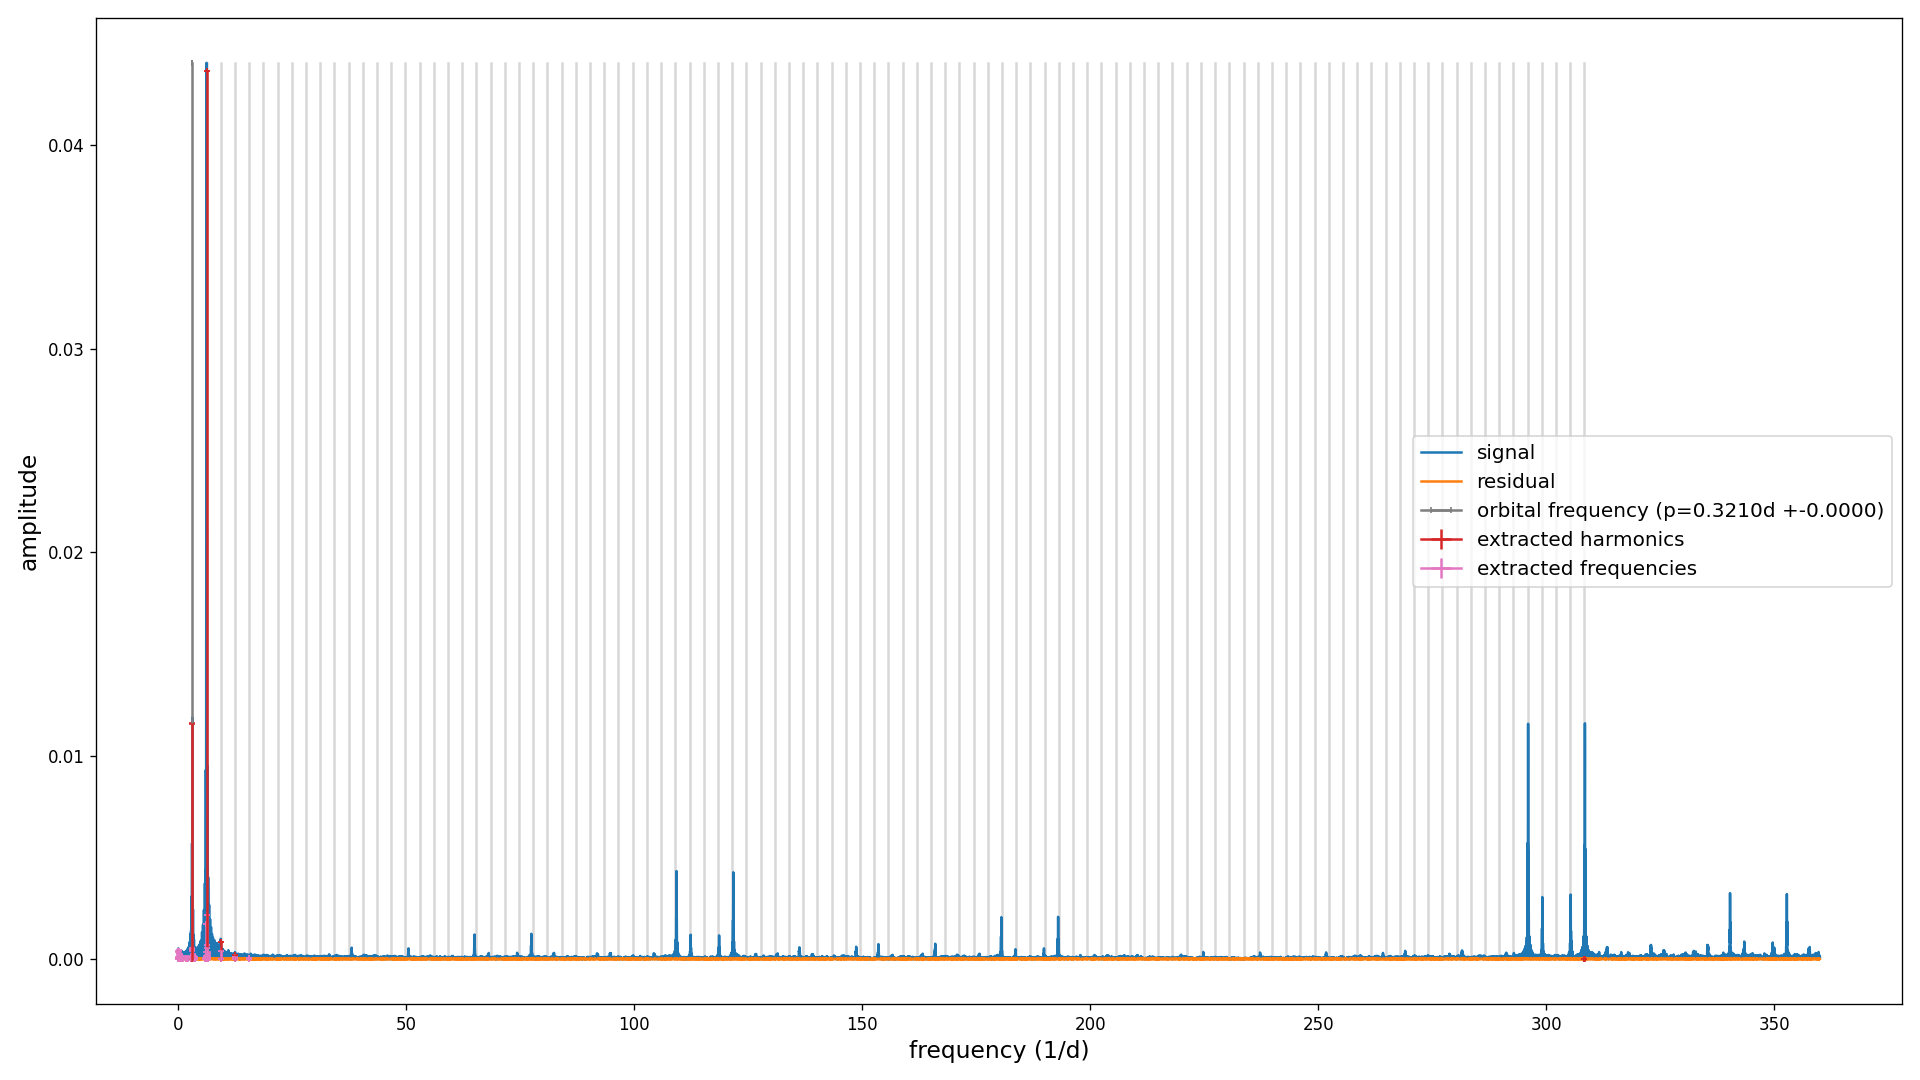 amplitude
0.04
0.03
0.02
0.01
0.00
signal
residual
orbital frequency (p=0.3210d +-0.0000)
extracted harmonics
extracted frequencies
0
50
100
150
200
250
300
350
frequency (1/d)